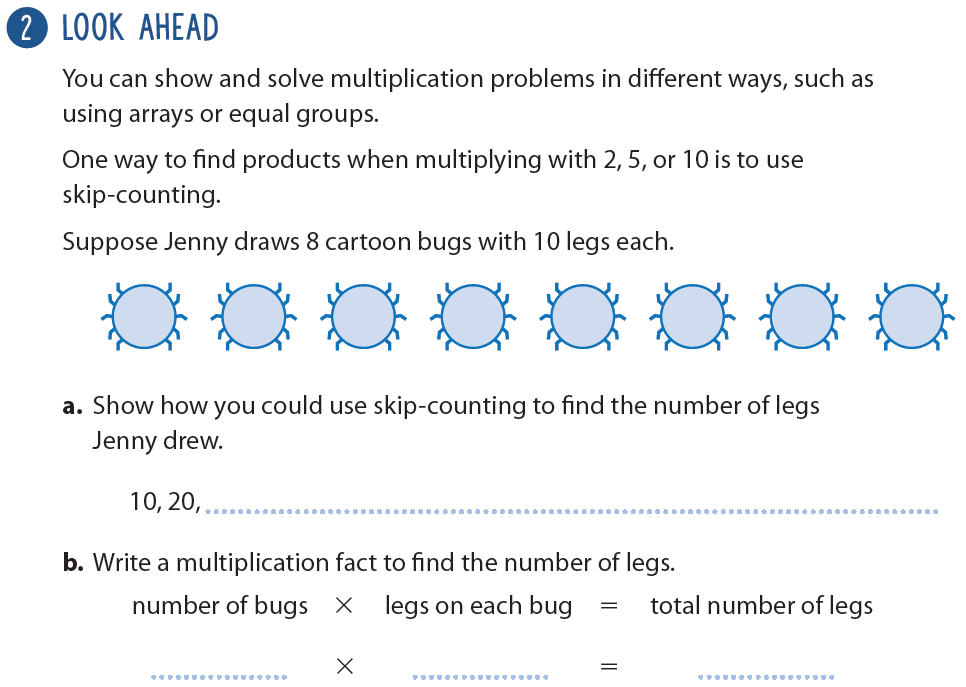 2 LOOK AHEAD
You can show and solve multiplication problems in different ways, such as
using arrays or equal groups.
One way to find products when multiplying with 2, 5, or 10 is to use
skip-counting.
Suppose Jenny draws 8 cartoon bugs with 10 legs each.
a. Show how you could use skip-counting to find the number of legs
Jenny drew.
10, 20,
b. Write a multiplication fact to find the number of legs.
number of bugs × legs on each bug = total number of legs
× =